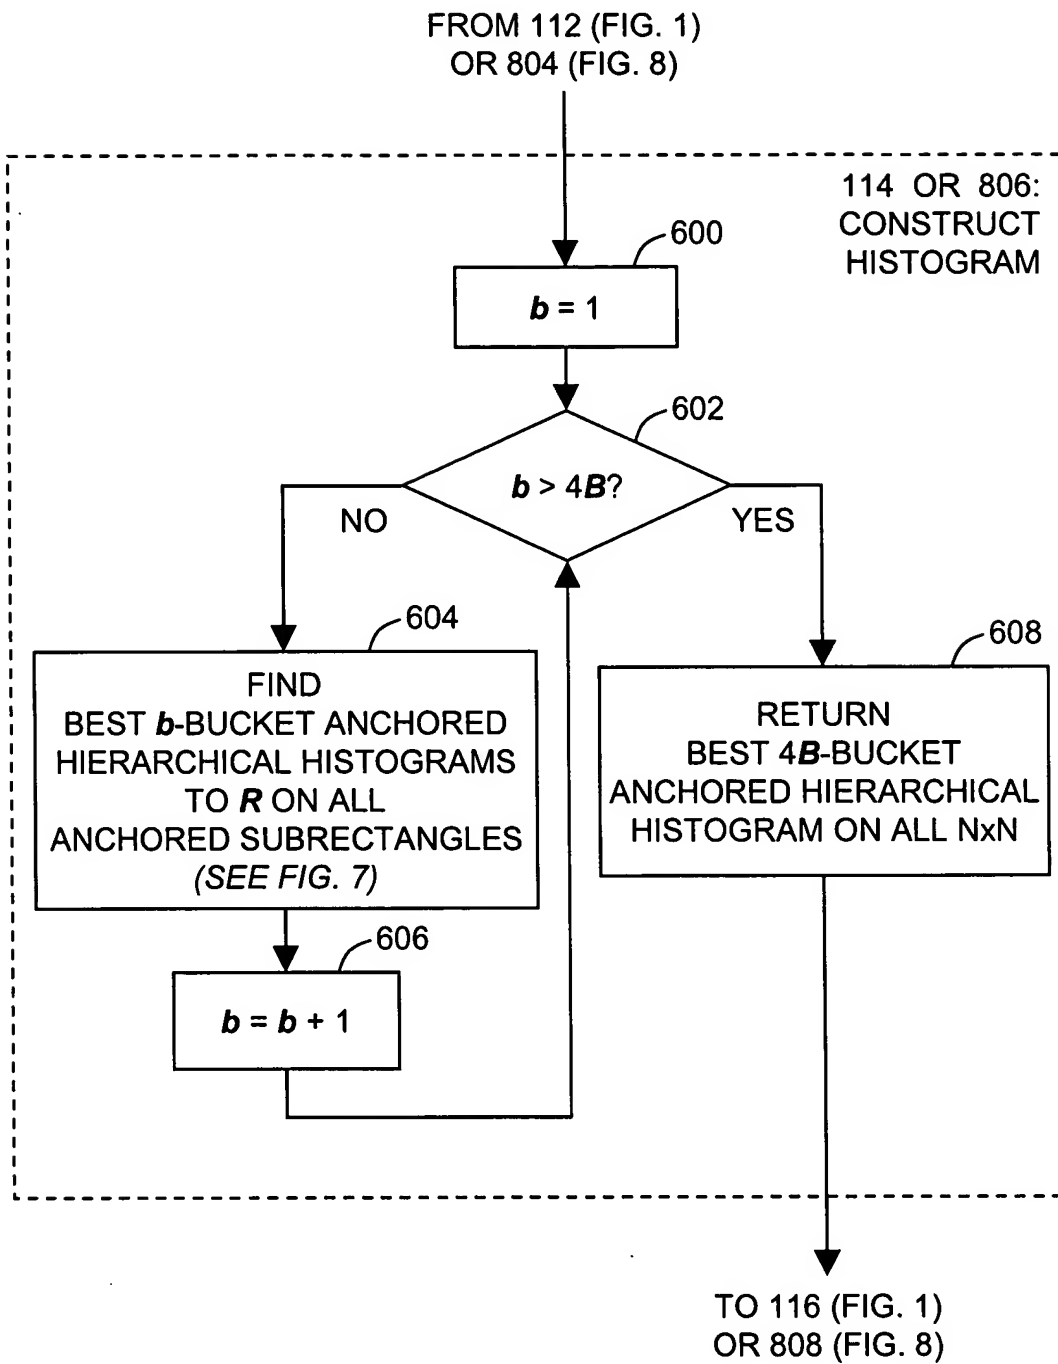 FROM 112 (FIG. 1)
OR 804 (FIG. 8)
114 OR 806:
CONSTRUCT
HISTOGRAM
600
b = 1
602
b > 4B?
NO
YES
604
FIND
BEST b-BUCKET ANCHORED
HIERARCHICAL HISTOGRAMS
TO R ON ALL
ANCHORED SUBRECTANGLES
(SEE FIG. 7)
608
RETURN
BEST 4B-BUCKET
ANCHORED HIERARCHICAL
HISTOGRAM ON ALL NxN
606
b = b + 1
TO 116 (FIG. 1)
OR 808 (FIG. 8)